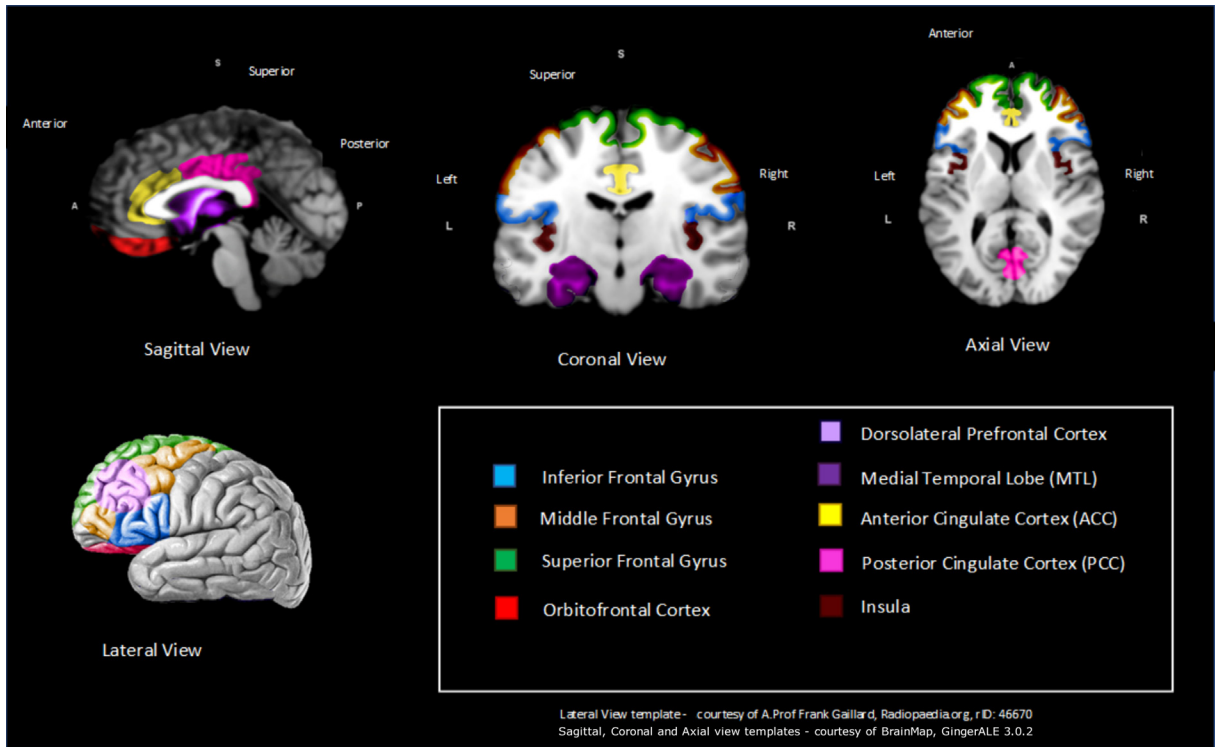 S
Superior
Anterior
Posterior
A
P
Sagittal View
S
Superior
Left
Right
L
R
Coronal View
Anterior
A
Left
Right
L
R
Axial View
Lateral View
Inferior Frontal Gyrus
Middle Frontal Gyrus
Superior Frontal Gyrus
Orbitofrontal Cortex
Dorsolateral Prefrontal Cortex
Medial Temporal Lobe (MTL)
Anterior Cingulate Cortex (ACC)
Posterior Cingulate Cortex (PCC)
Insula
Lateral View template - courtesy of A.Prof Frank Gaillard, Radiopaedia.org, rID: 46670
Sagittal, Coronal and Axial view templates - courtesy of BrainMap, GingerALE 3.0.2